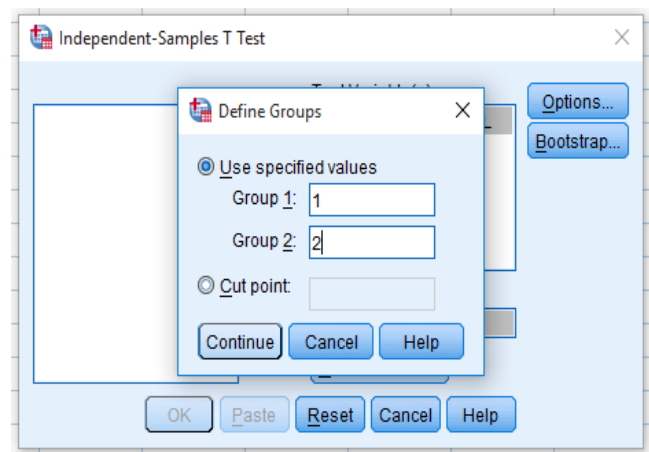 Independent-Samples T Test
Define Groups
Options...
Bootstrap...
Use specified values
Group 1: 1
Group 2: 2
Cut point:
Continue Cancel Help
OK Paste Reset Cancel Help